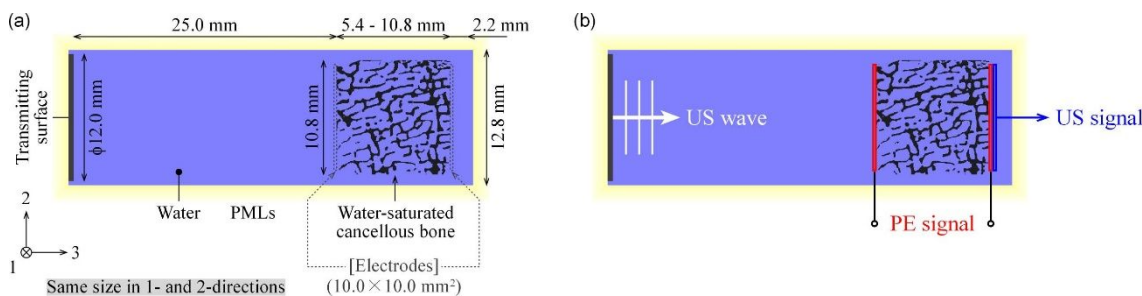 (a)
25.0 mm
5.4 - 10.8 mm
2.2 mm
Transmitting
surface
ϕ12.0 mm
10.8 mm
12.8 mm
Water
PMLs
Water-saturated
cancellous bone
2
1
3
[Electrodes]
(10.0×10.0 mm²)
Same size in 1- and 2-directions
(b)
US wave
US signal
PE signal